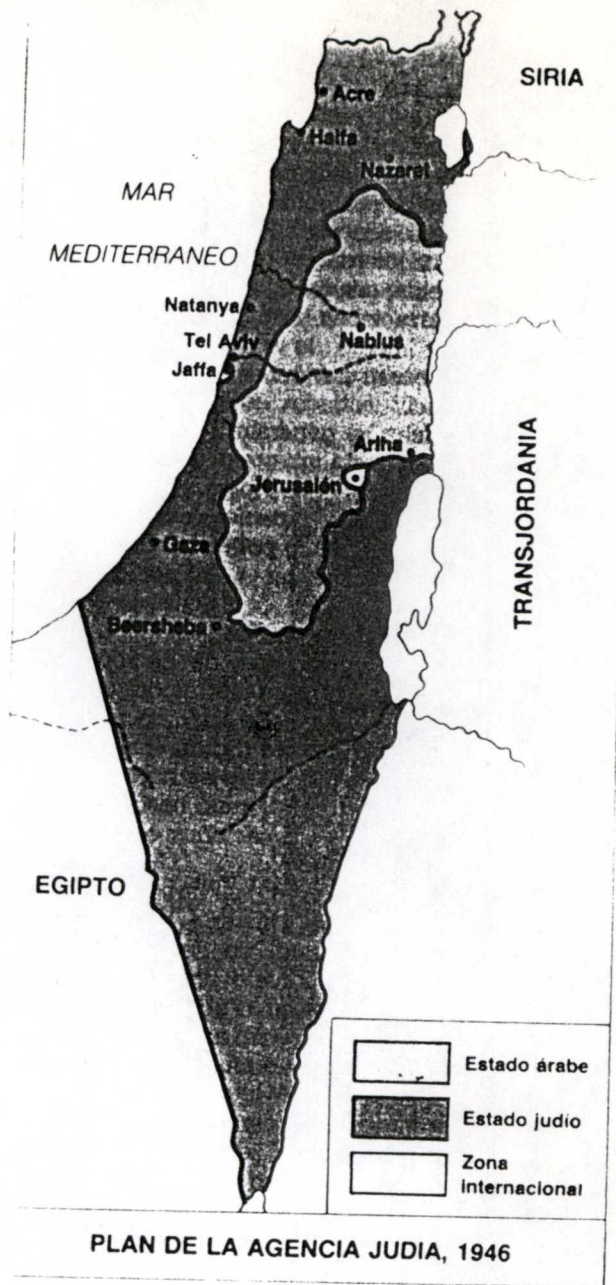 SIRIA
Acre
Haifa
Nazaret
MAR
MEDITERRANEO
Natanya
Tel Aviv
Nablus
Jaffa
Ariha
Jerusalén
TRANSJORDANIA
Gaza
Beersheba
EGIPTO
Estado árabe
Estado judío
Zona
internacional
PLAN DE LA AGENCIA JUDIA, 1946